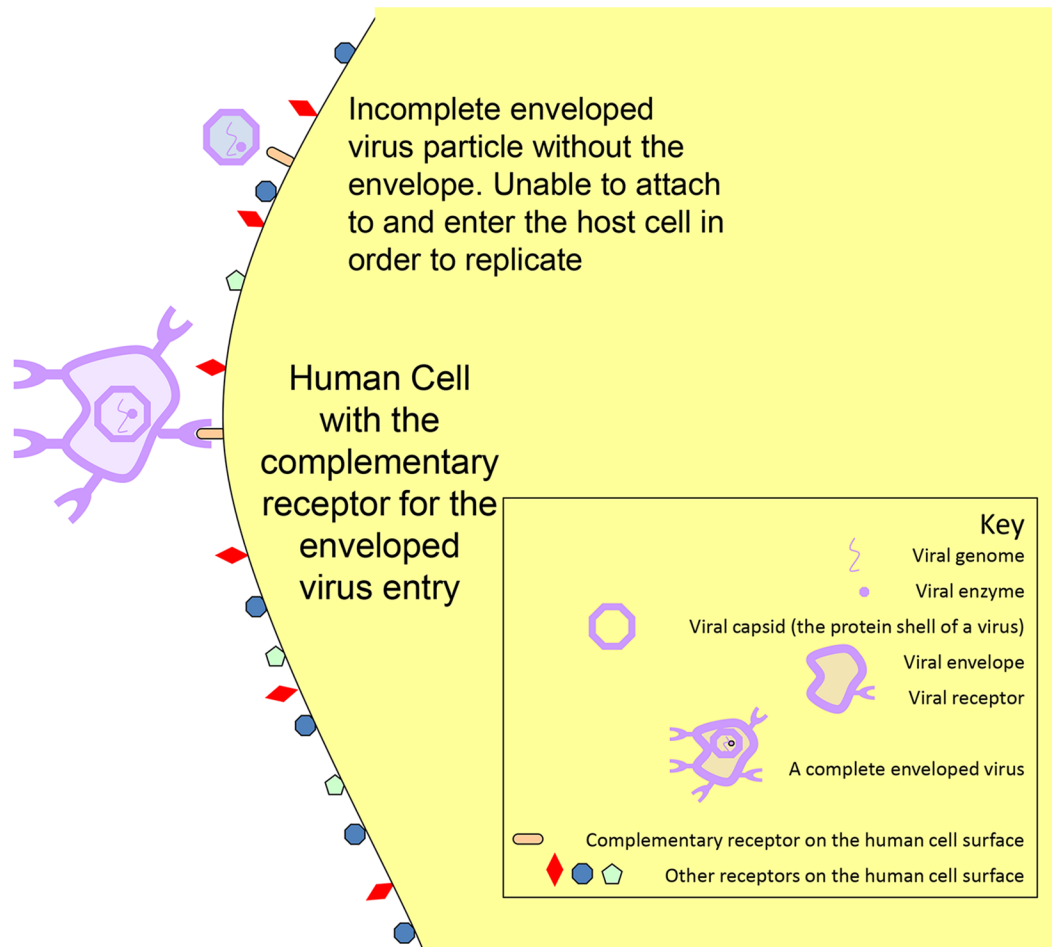 Incomplete enveloped
virus particle without the
envelope. Unable to attach
to and enter the host cell in
order to replicate
Human Cell
with the
complementary
receptor for the
enveloped
virus entry
Key
Viral genome
Viral enzyme
Viral capsid (the protein shell of a virus)
Viral envelope
Viral receptor
A complete enveloped virus
Complementary receptor on the human cell surface
Other receptors on the human cell surface